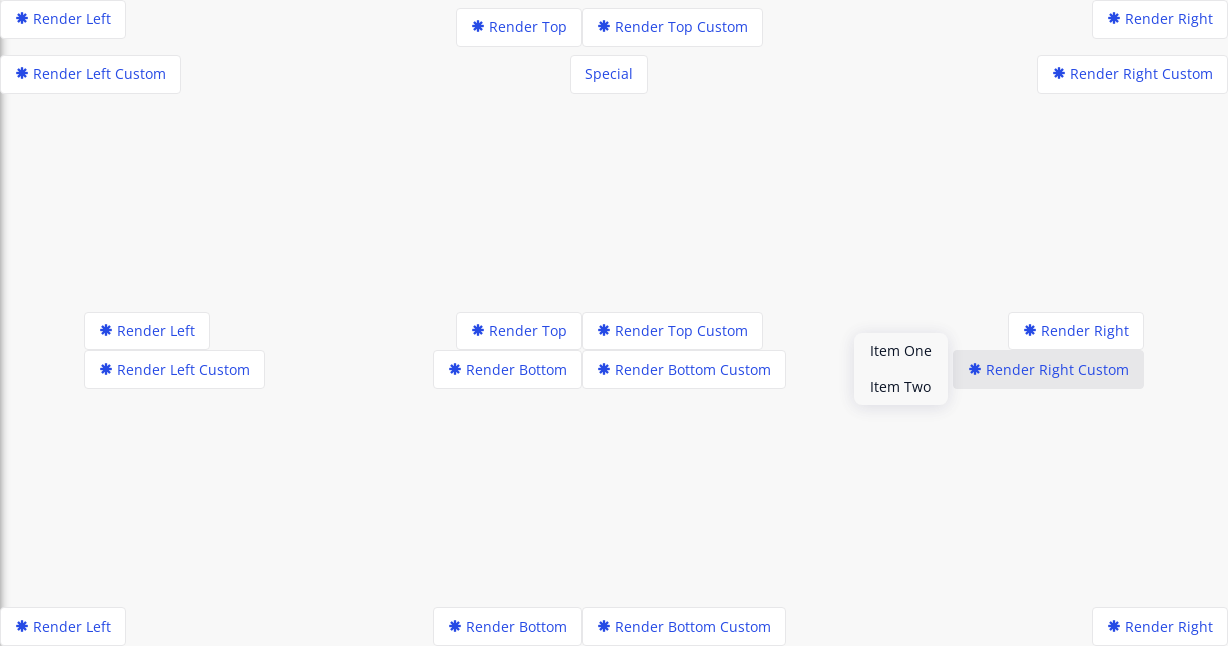 Render Left
Render Top
Render Top Custom
Render Right
Render Left Custom
Special
Render Right Custom
Render Left
Render Top
Render Top Custom
Render Right
Item One
Render Left Custom
Render Bottom
Render Bottom Custom
Render Right Custom
Item Two
Render Left
Render Bottom
Render Bottom Custom
Render Right